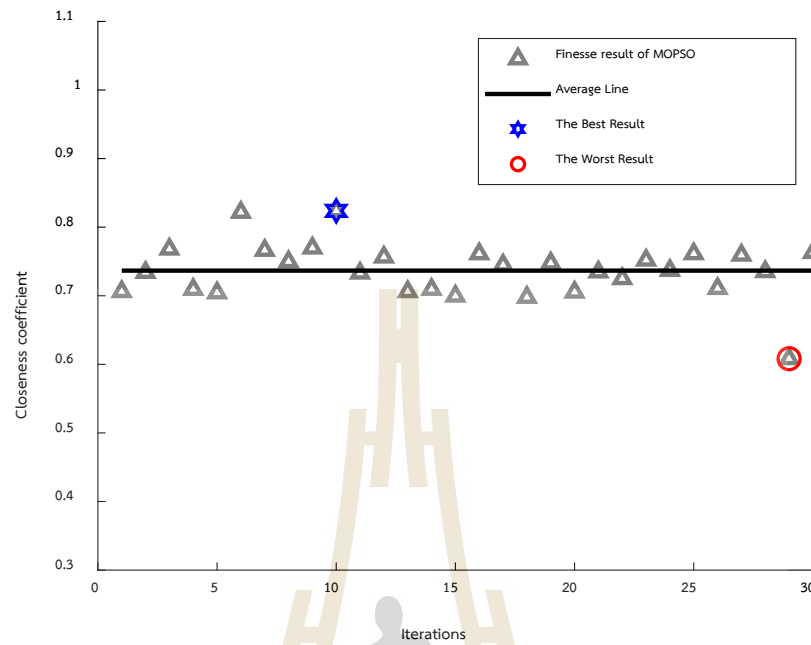 1.1
1
0.9
0.8
0.7
0.6
0.5
0.4
0.3
0 5 10 15 20 25 30
Closeness coefficient
Iterations
Finesse result of MOPSO
Average Line
The Best Result
The Worst Result